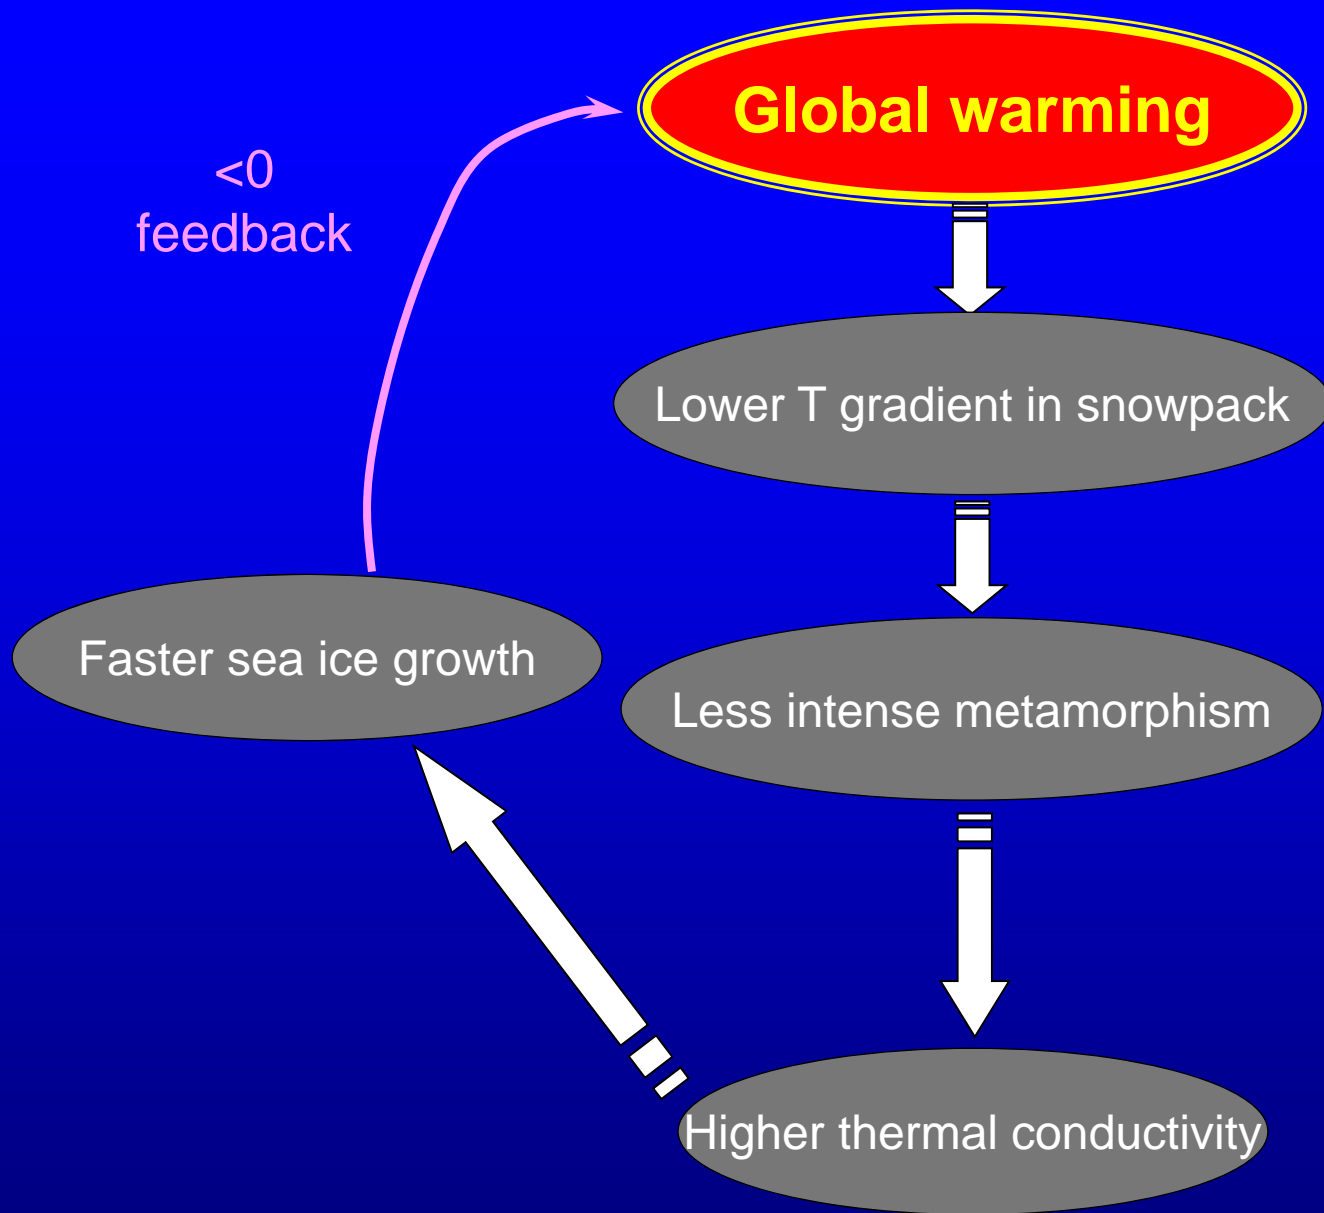 Global warming
<0
feedback
Lower T gradient in snowpack
Faster sea ice growth
Less intense metamorphism
Higher thermal conductivity